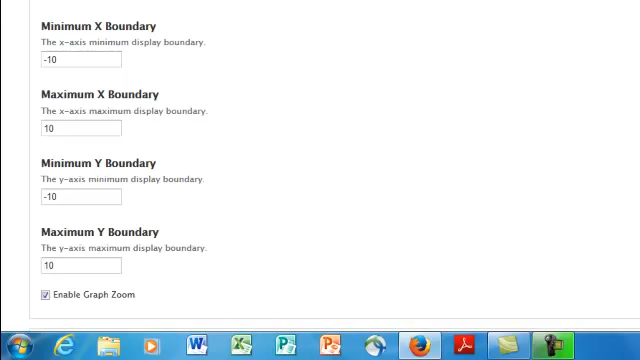 Minimum X Boundary
The x-axis minimum display boundary.
-10
Maximum X Boundary
The x-axis maximum display boundary.
10
Minimum Y Boundary
The y-axis minimum display boundary.
-10
Maximum Y Boundary
The y-axis maximum display boundary.
10
Enable Graph Zoom